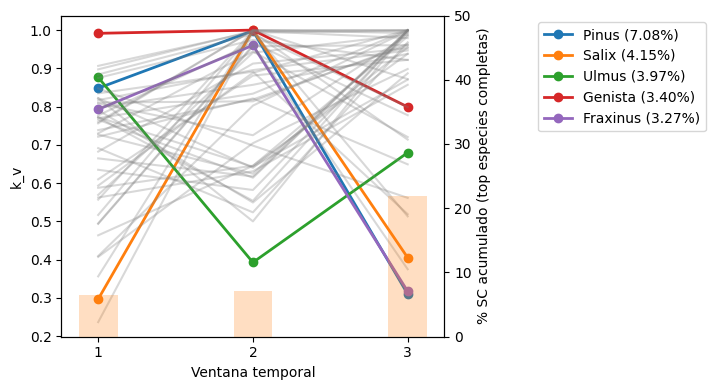 1.0
0.9
0.8
0.7
0.6
0.5
0.4
0.3
0.2
k_v
1
2
3
Ventana temporal
50
40
30
20
10
0
% SC acumulado (top especies completas)
Pinus (7.08%)
Salix (4.15%)
Ulmus (3.97%)
Genista (3.40%)
Fraxinus (3.27%)